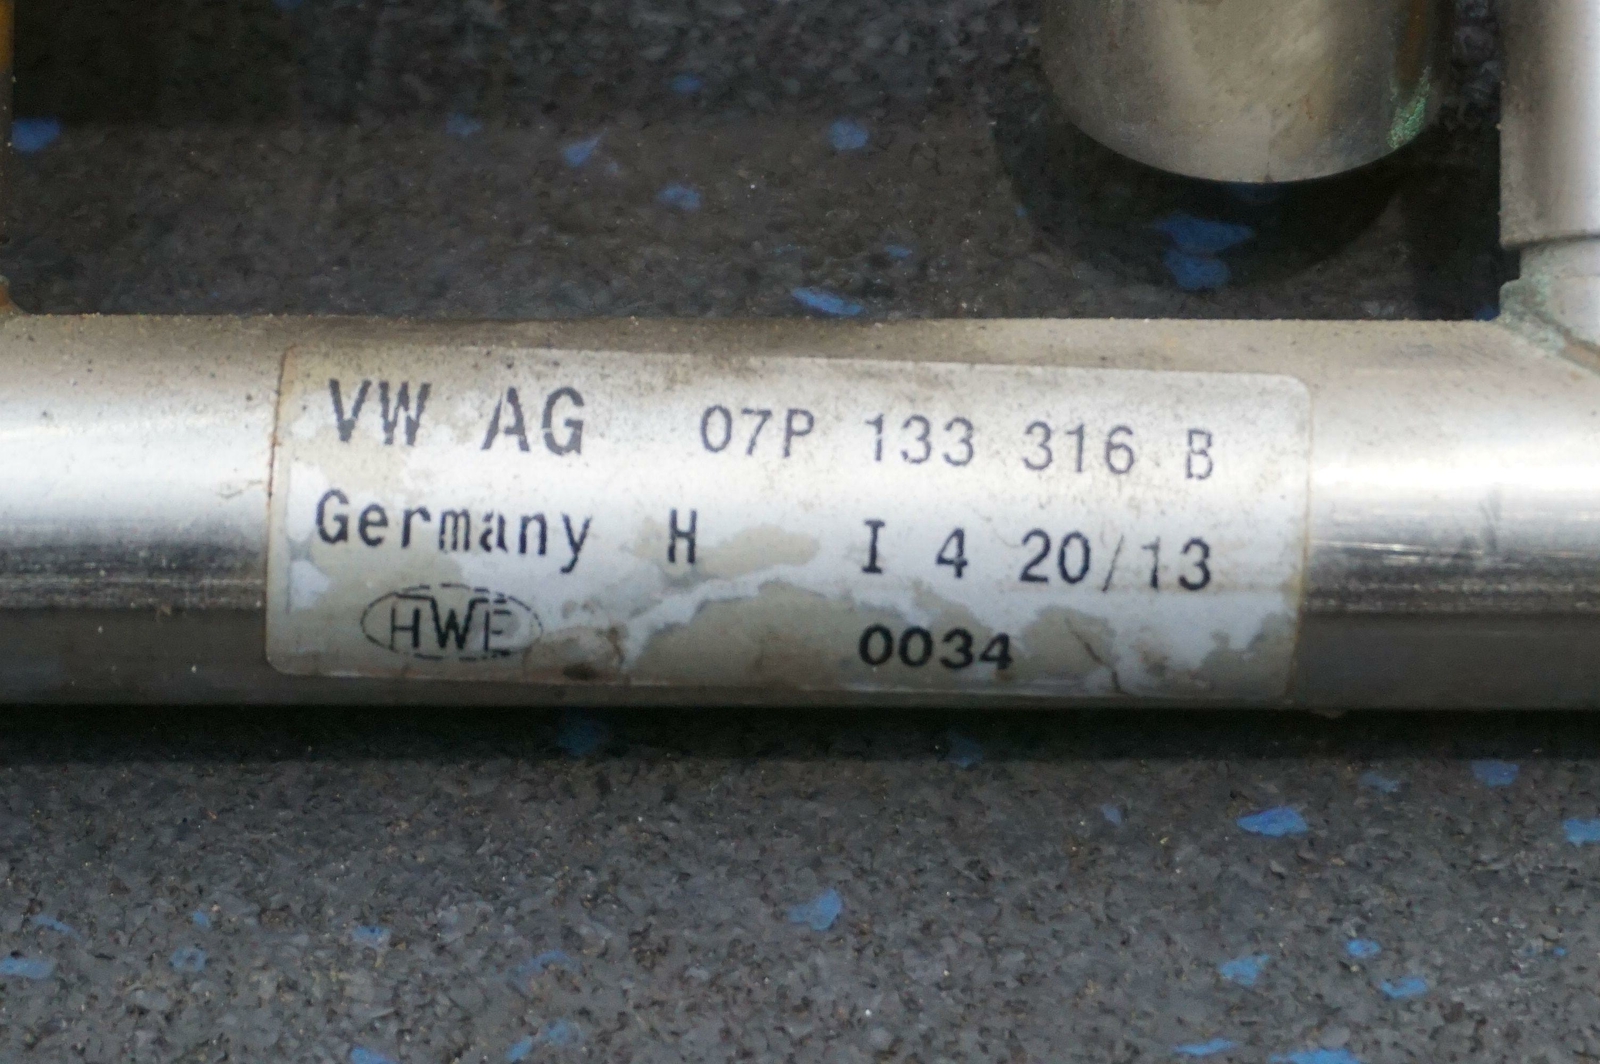 VW AG 07P 133 316 B
Germany H I 4 20/13
HWE 0034